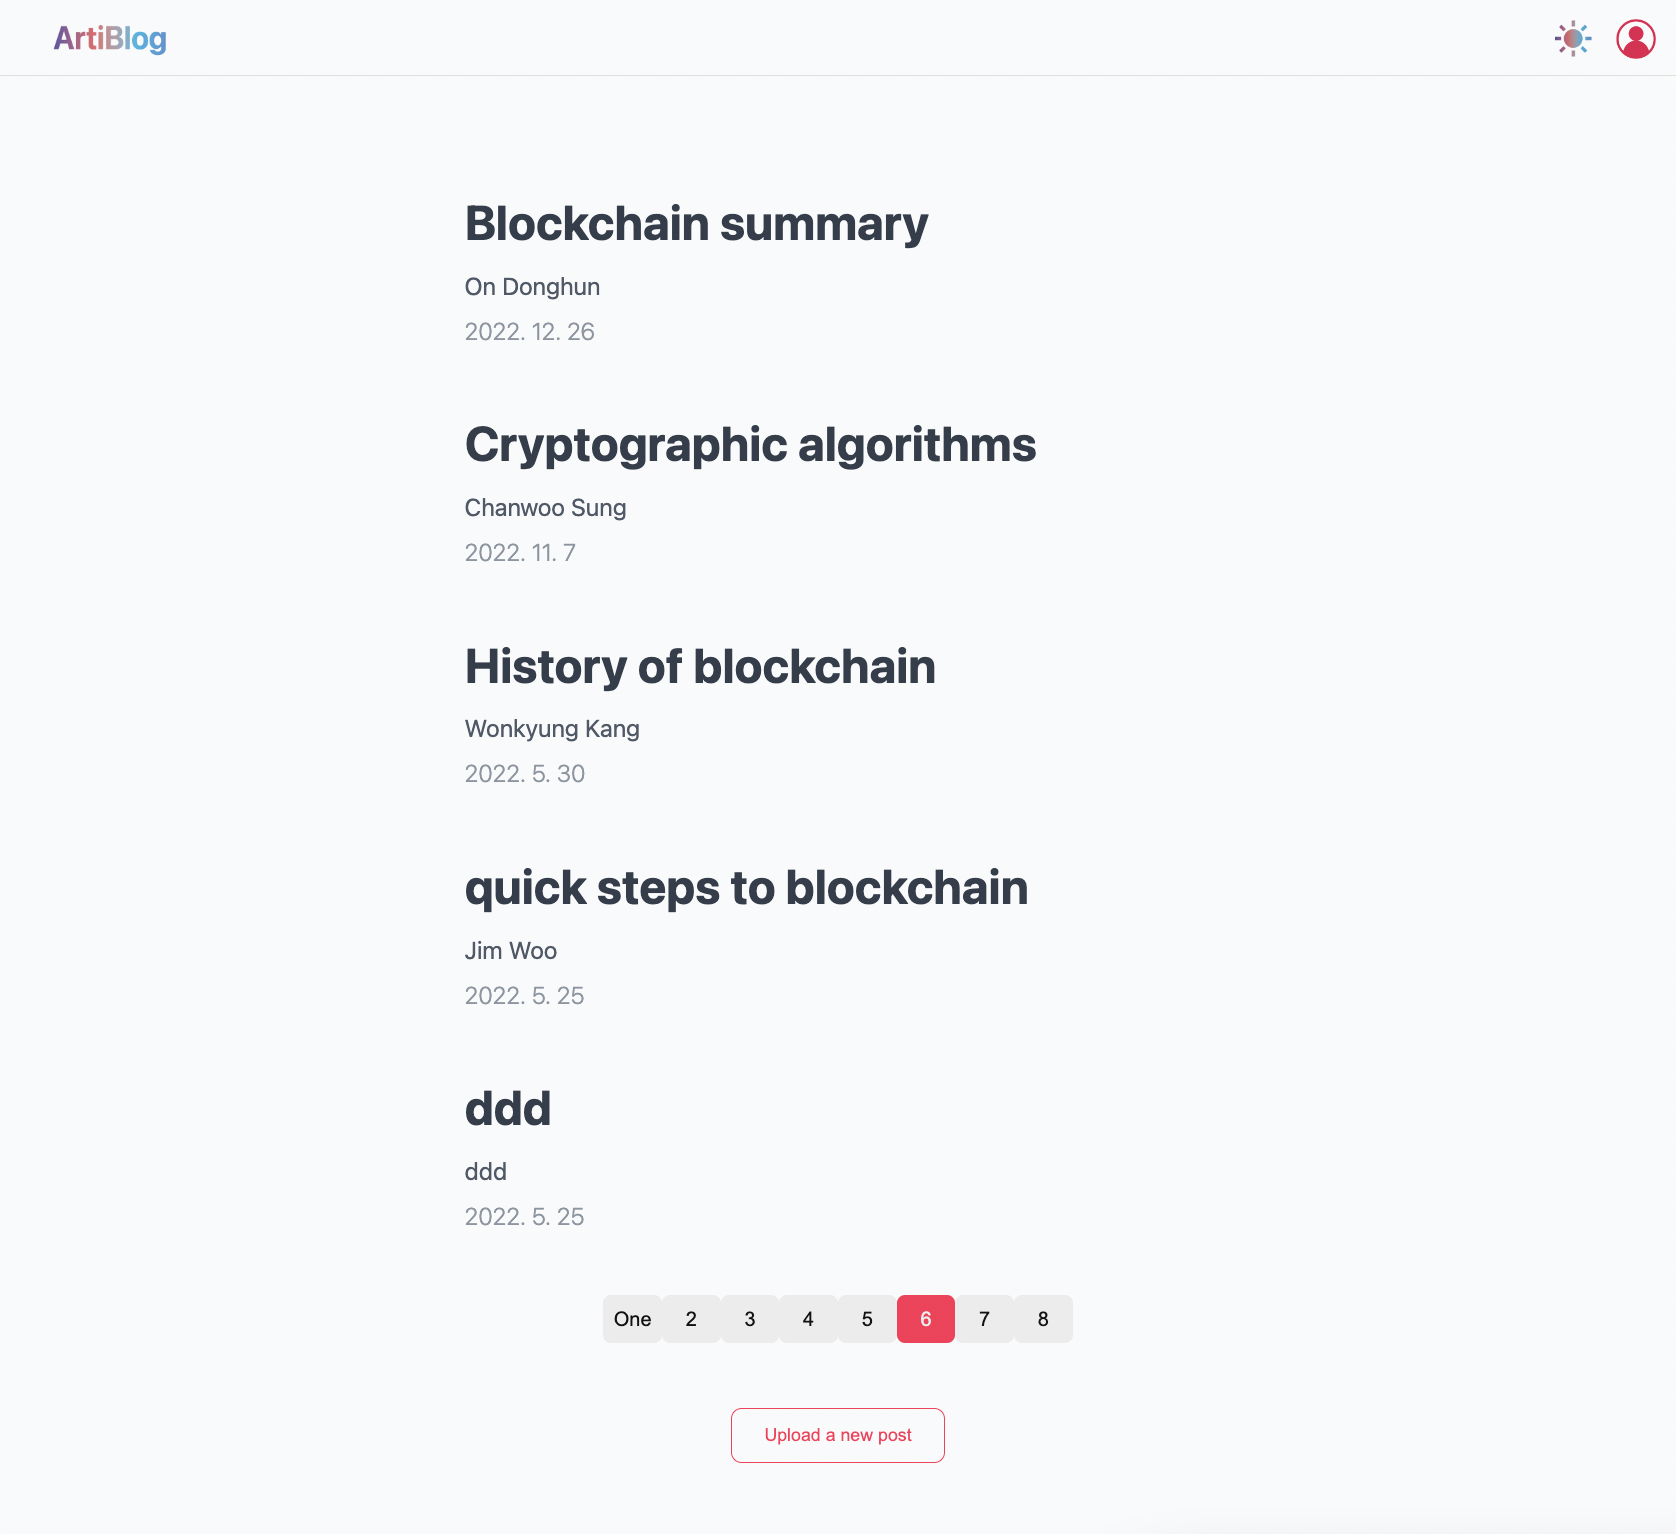 ArtiBlog
Blockchain summary
On Donghun
2022. 12. 26
Cryptographic algorithms
Chanwoo Sung
2022. 11. 7
History of blockchain
Wonkyung Kang
2022. 5. 30
quick steps to blockchain
Jim Woo
2022. 5. 25
ddd
ddd
2022. 5. 25
One 2 3 4 5 6 7 8
Upload a new post